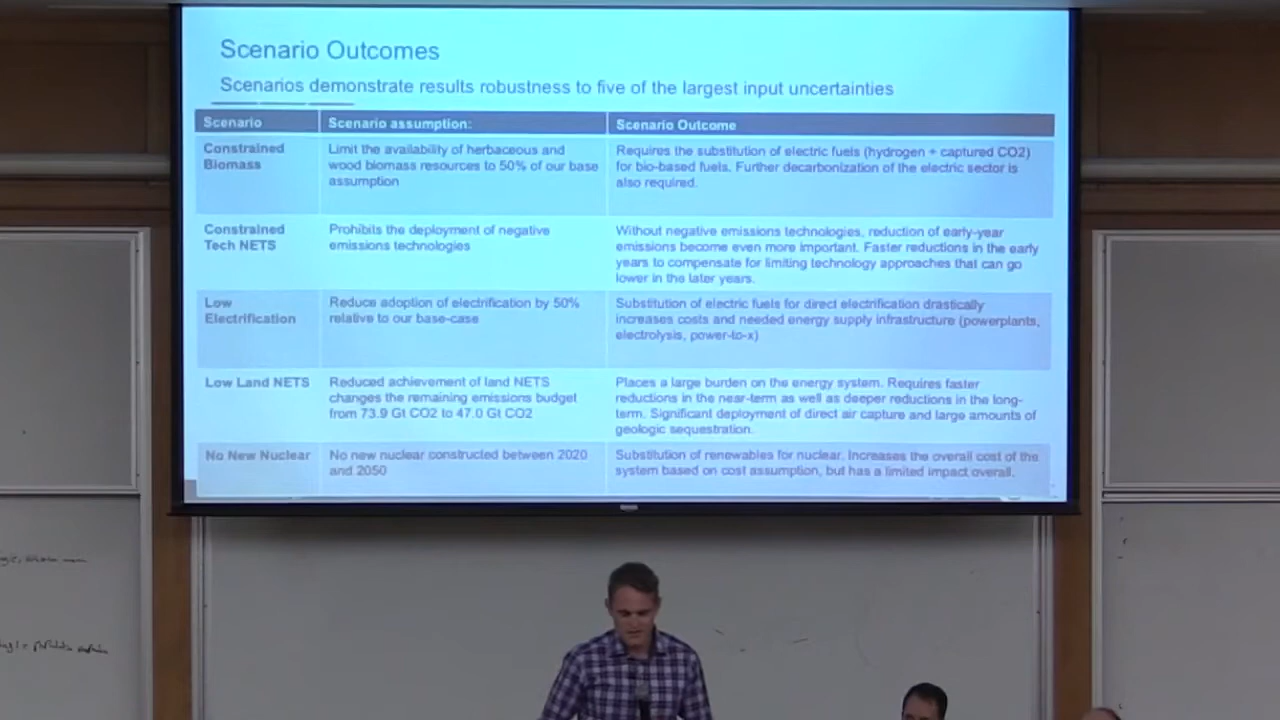 Scenario Outcomes
Scenarios demonstrate results robustness to five of the largest input uncertainties
Scenario
Scenario assumption:
Scenario Outcome
Constrained
Biomass
Limit the availability of herbaceous and
wood biomass resources to 50% of our base
assumption
Requires the substitution of electric fuels (hydrogen + captured CO2)
for bio-based fuels. Further decarbonization of the electric sector is
also required.
Constrained
Tech NETS
Prohibits the deployment of negative
emissions technologies
Without negative emissions technologies, reduction of early-year
emissions become even more important. Faster reductions in the early
years to compensate for limiting technology approaches that can go
lower in the later years.
Low
Electrification
Reduce adoption of electrification by 50%
relative to our base-case
Substitution of electric fuels for direct electrification drastically
increases costs and needed energy supply infrastructure (powerplants,
electrolysis, power-to-x)
Low Land NETS
Reduced achievement of land NETS
changes the remaining emissions budget
from 73.9 Gt CO2 to 47.0 Gt CO2
Places a large burden on the energy system. Requires faster
reductions in the near-term as well as deeper reductions in the long-
term. Significant deployment of direct air capture and large amounts of
geologic sequestration.
No New Nuclear
No new nuclear constructed between 2020
and 2050
Substitution of renewables for nuclear. Increases the overall cost of the
system based on cost assumption, but has a limited impact overall.